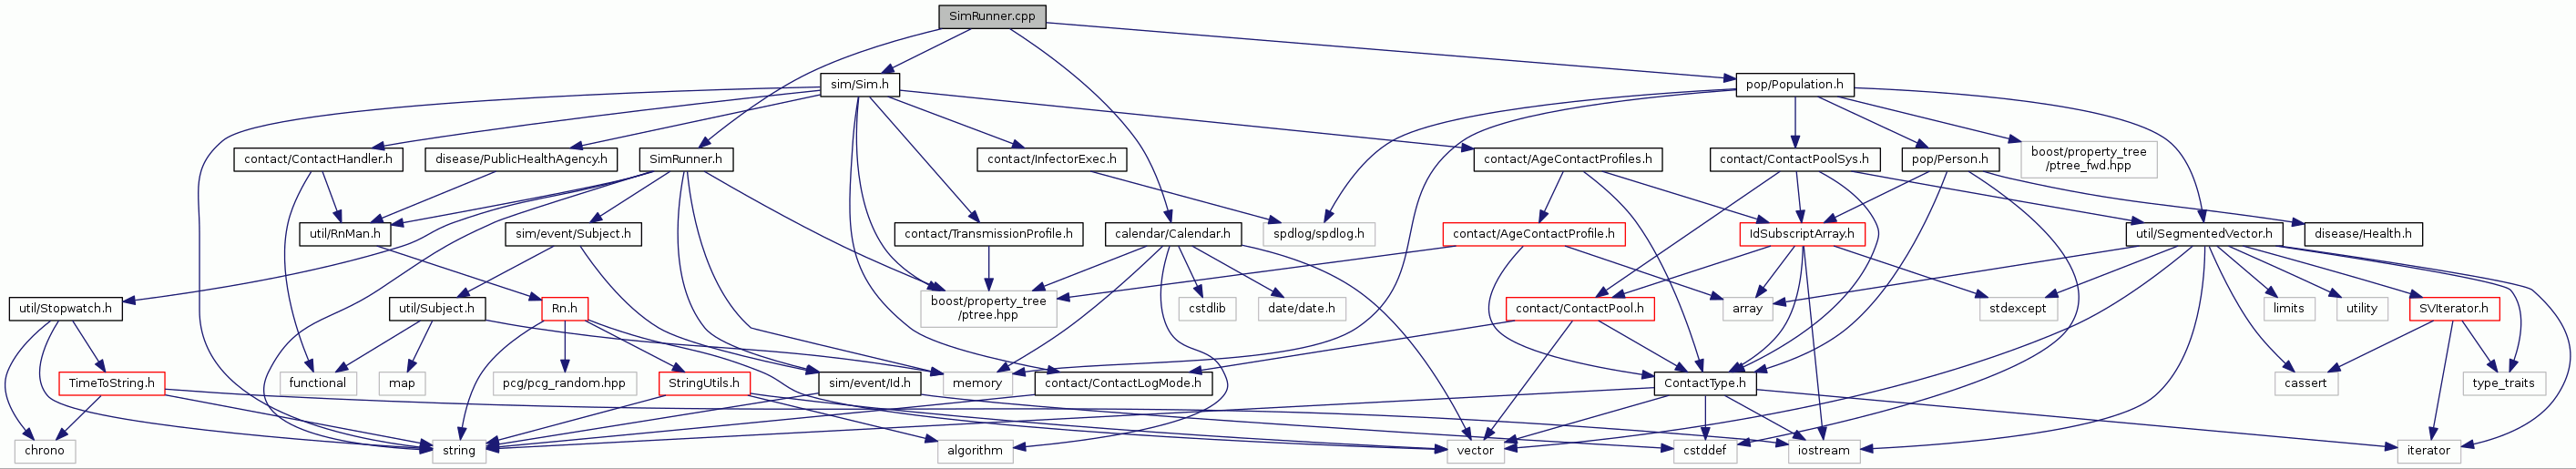 SimRunner.cpp
sim/Sim.h
pop/Population.h
contact/ContactHandler.h
disease/PublicHealthAgency.h
SimRunner.h
contact/InfectorExec.h
contact/AgeContactProfiles.h
contact/ContactPoolSys.h
pop/Person.h
boost/property_tree
/ptree_fwd.hpp
util/RnMan.h
sim/event/Subject.h
contact/TransmissionProfile.h
calendar/Calendar.h
spdlog/spdlog.h
contact/AgeContactProfile.h
IdSubscriptArray.h
util/SegmentedVector.h
disease/Health.h
util/Stopwatch.h
util/Subject.h
Rn.h
boost/property_tree
/ptree.hpp
cstdlib
date/date.h
contact/ContactPool.h
array
stdexcept
limits
utility
SVIterator.h
TimeToString.h
functional
map
pcg/pcg_random.hpp
StringUtils.h
sim/event/Id.h
memory
contact/ContactLogMode.h
ContactType.h
cassert
type_traits
chrono
string
algorithm
vector
cstddef
iostream
iterator